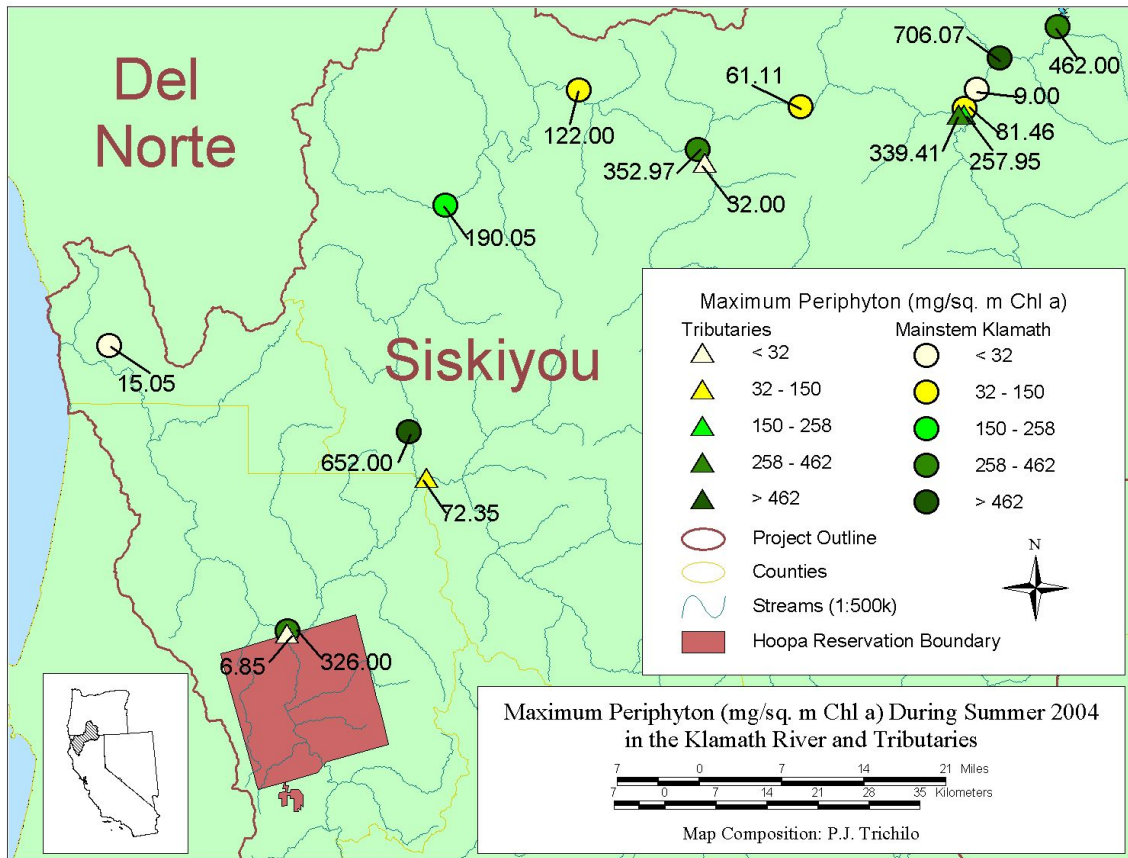 Del
Norte
Siskiyou
706.07
462.00
61.11
9.00
122.00
81.46
339.41
257.95
352.97
32.00
190.05
15.05
652.00
72.35
6.85
326.00
Maximum Periphyton (mg/sq. m Chl a)
Tributaries
Mainstem Klamath
< 32
< 32
32 - 150
32 - 150
150 - 258
150 - 258
258 - 462
258 - 462
> 462
> 462
Project Outline
Counties
Streams (1:500k)
Hoopa Reservation Boundary
N
Maximum Periphyton (mg/sq. m Chl a) During Summer 2004
in the Klamath River and Tributaries
7 0 7 14 21 Miles
7 0 7 14 21 28 35 Kilometers
Map Composition: P.J. Trichilo